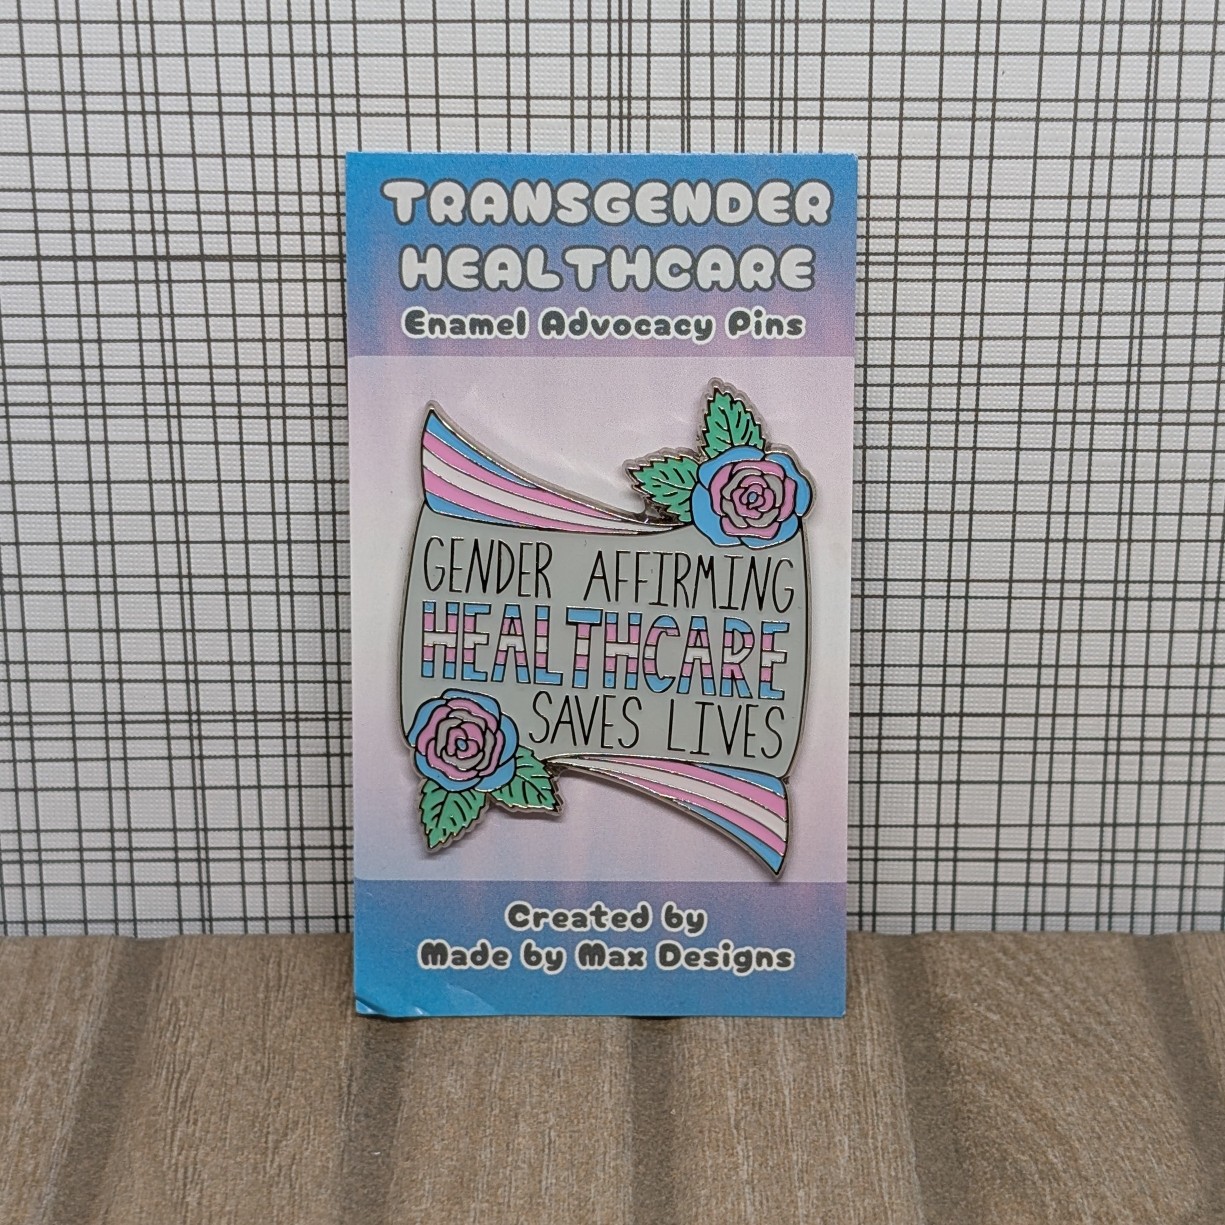 TRANSGENDER
HEALTHCARE
Enamel Advocacy Pins
GENDER AFFIRMING
HEALTHCARE
SAVES LIVES
Created by
Made by Max Designs